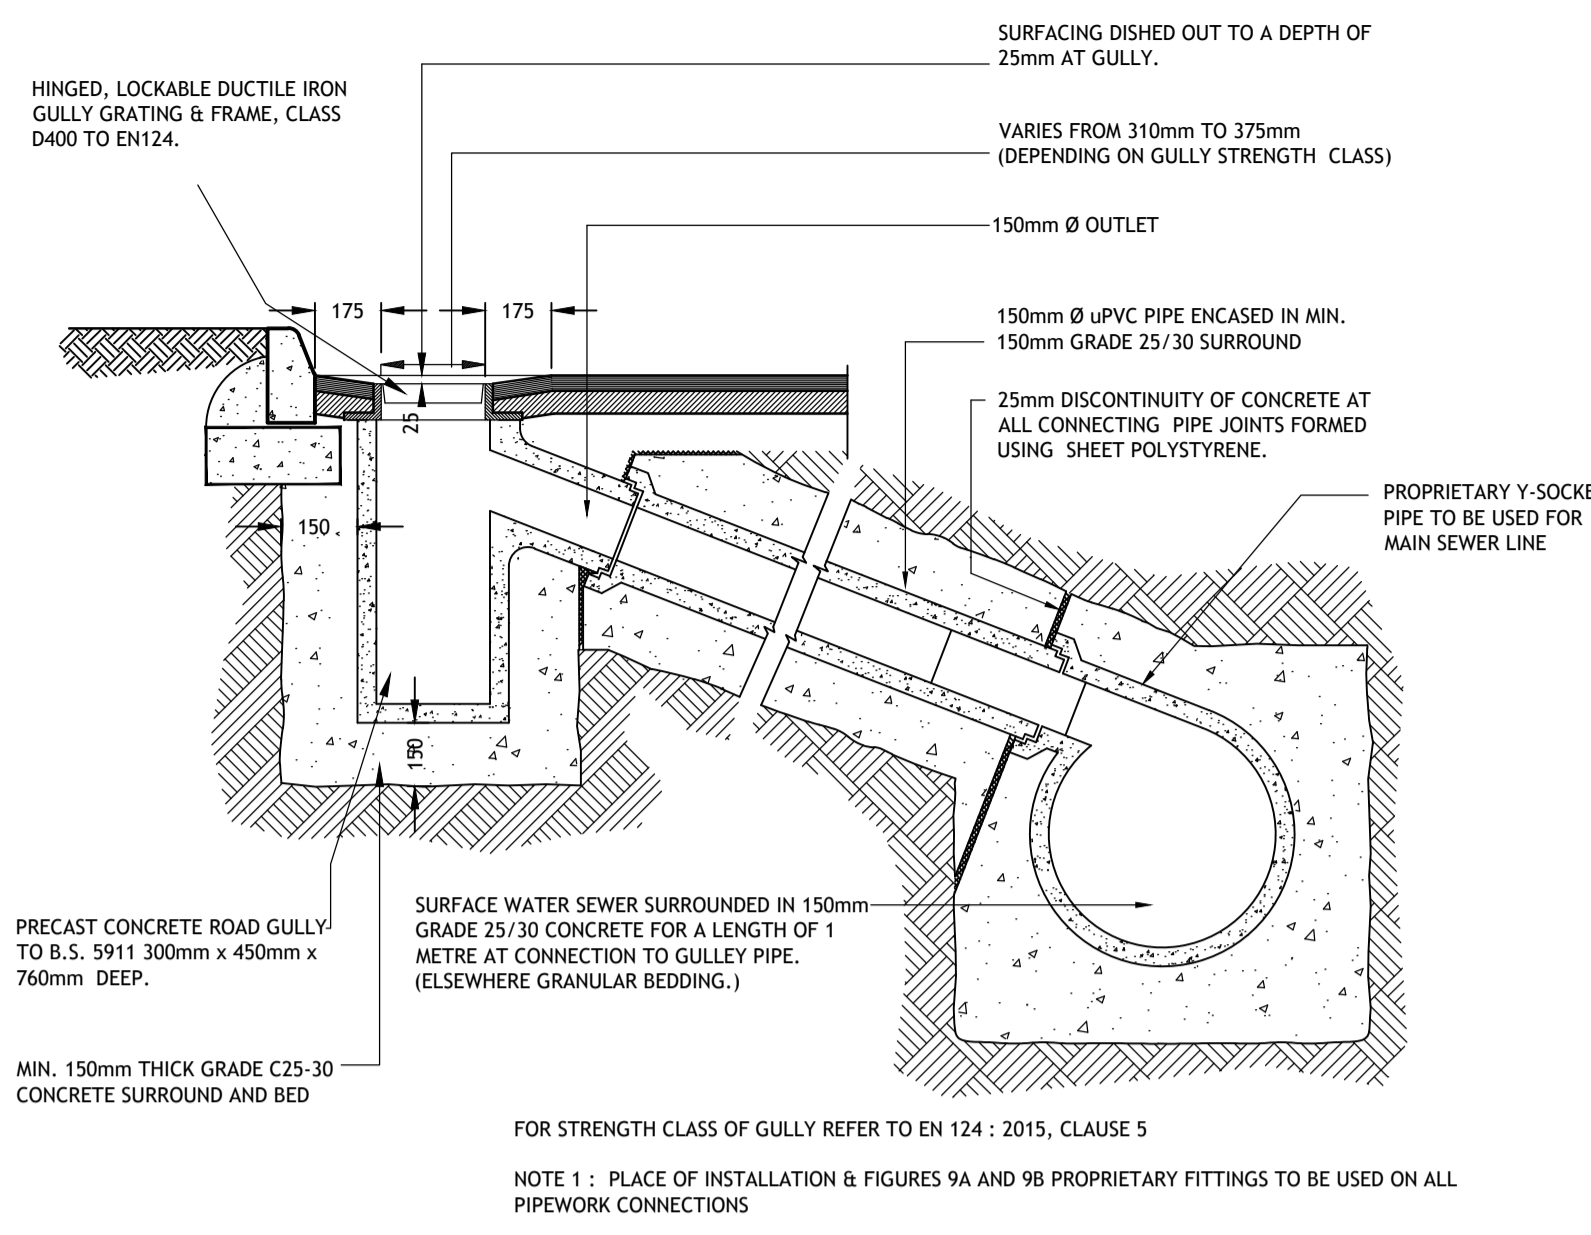 SURFACING DISHED OUT TO A DEPTH OF
25mm AT GULLY.
HINGED, LOCKABLE DUCTILE IRON
GULLY GRATING & FRAME, CLASS
D400 TO EN124.
VARIES FROM 310mm TO 375mm
(DEPENDING ON GULLY STRENGTH CLASS)
150mm Ø OUTLET
175
175
150mm Ø uPVC PIPE ENCASED IN MIN.
150mm GRADE 25/30 SURROUND
25
25mm DISCONTINUITY OF CONCRETE AT
ALL CONNECTING PIPE JOINTS FORMED
USING SHEET POLYSTYRENE.
PROPRIETARY Y-SOCKE
PIPE TO BE USED FOR
MAIN SEWER LINE
150
150
PRECAST CONCRETE ROAD GULLY
TO B.S. 5911 300mm x 450mm x
760mm DEEP.
SURFACE WATER SEWER SURROUNDED IN 150mm
GRADE 25/30 CONCRETE FOR A LENGTH OF 1
METRE AT CONNECTION TO GULLEY PIPE.
(ELSEWHERE GRANULAR BEDDING.)
MIN. 150mm THICK GRADE C25-30
CONCRETE SURROUND AND BED
FOR STRENGTH CLASS OF GULLY REFER TO EN 124 : 2015, CLAUSE 5
NOTE 1 : PLACE OF INSTALLATION & FIGURES 9A AND 9B PROPRIETARY FITTINGS TO BE USED ON ALL
PIPEWORK CONNECTIONS